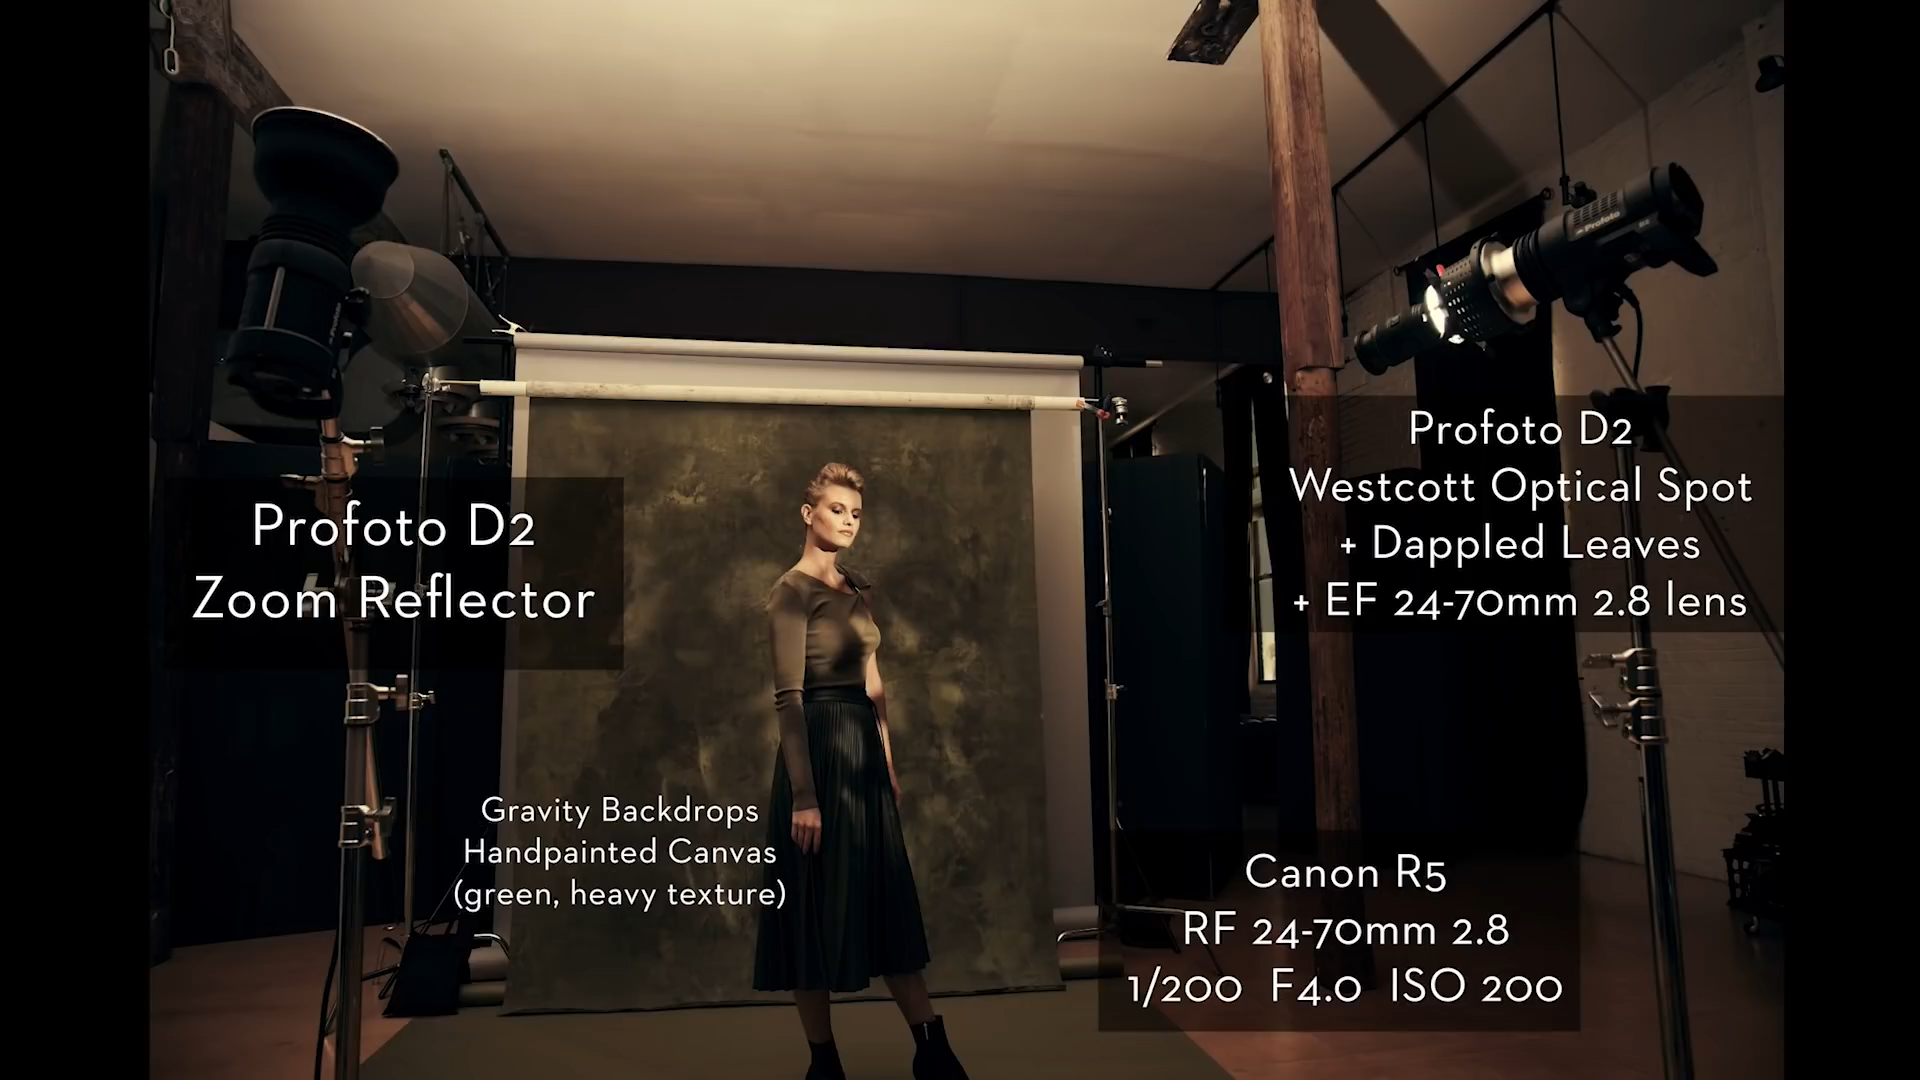 Profoto
Profoto D2
Westcott Optical Spot
+ Dappled Leaves
+ EF 24-70mm 2.8 lens
Profoto D2
Zoom Reflector
Gravity Backdrops
Handpainted Canvas
(green, heavy texture)
Canon R5
RF 24-70mm 2.8
1/200 F4.0 ISO 200